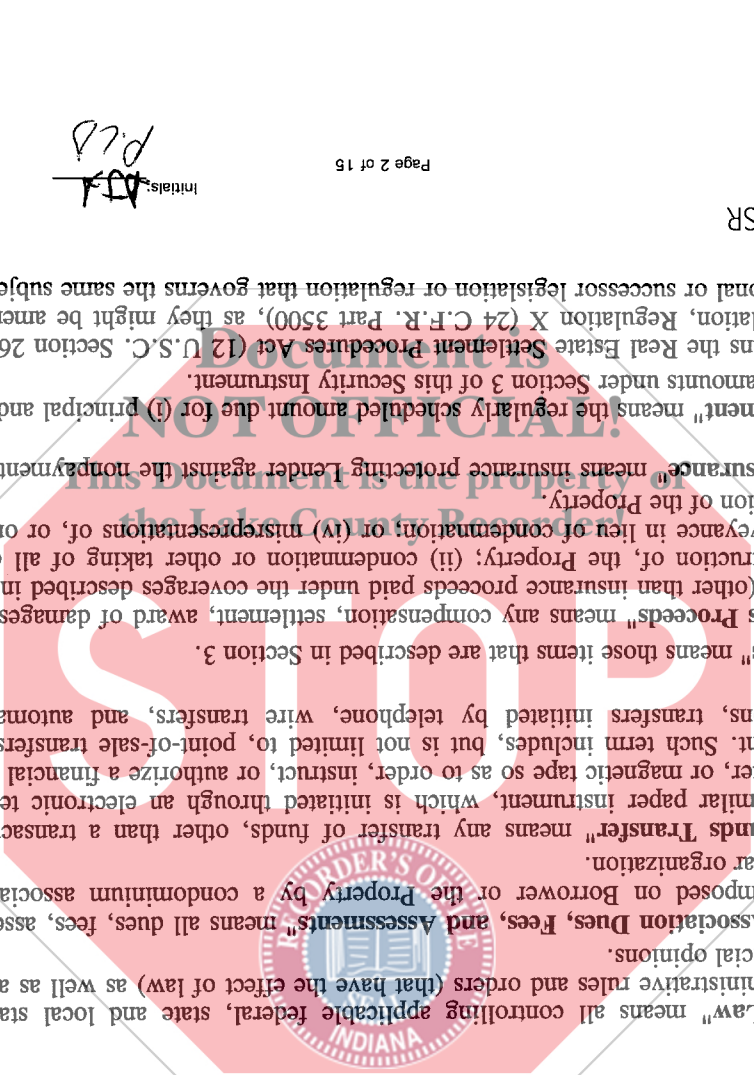 Law" means all controlling applicable federal, state and local sta
ministrative rules and orders (that have the effect of law) as well as a
cial opinions.
ssociation Dues, Fees, and Assessments" means all dues, fees, asse
mposed on Borrower or the Property by a condominium associa
ar organization.
unds Transfer" means any transfer of funds, other than a transac
milar paper instrument, which is initiated through an electronic te
er, or magnetic tape so as to order, instruct, or authorize a financial
nt. Such term includes, but is not limited to, point-of-sale transfers
ns, transfers initiated by telephone, wire transfers, and automa
s" means those items that are described in Section 3.
s Proceeds" means any compensation, settlement, award of damages
(other than insurance proceeds paid under the coverages described in
ruction of, the Property; (ii) condemnation or other taking of all
veyance in lieu of condemnation; or (iv) misrepresentations of, or o
ion of the Property.
surance" means insurance protecting Lender against the nonpayment
ment" means the regularly scheduled amount due for (i) principal and
amounts under Section 3 of this Security Instrument.
ns the Real Estate Settlement Procedures Act (12 U.S.C. Section 26
lation, Regulation X (24 C.F.R. Part 3500), as they might be amen
onal or successor legislation or regulation that governs the same subje
SR
Page 2 of 15
Initials:
Document is
NOT OFFICIAL!
This Document is the property of
the Lake County Recorder!
STOP
RECORDER'S OFFICE
SEAL
INDIANA